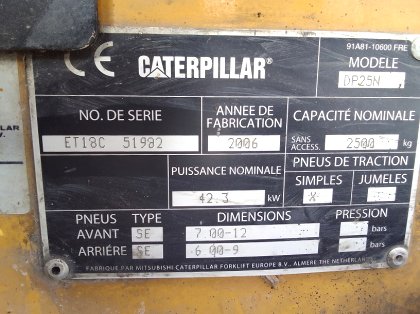 91A81-10600 FRE
CE CATERPILLAR®
MODELE
DP25N
NO. DE SERIE
ANNEE DE FABRICATION
CAPACITÉ NOMINALE
ET18C 51982
2006
SANS ACCESS.
2500 kg
PUISSANCE NOMINALE
PNEUS DE TRACTION
SIMPLES JUMELES
42.3 kW
X
PNEUS TYPE DIMENSIONS PRESSION
AVANT SE 7.00-12 bars
ARRIÉRE SE 6.00-9 bars
FABRIQUE PAR MITSUBISHI CATERPILLAR FORKLIFT EUROPE B.V., ALMERE THE NETHERLANDS